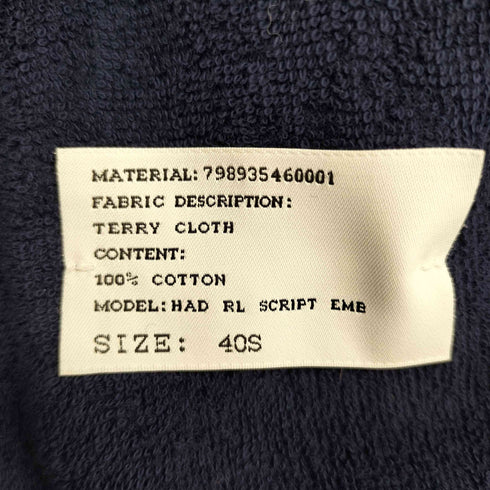 MATERIAL: 798935460001
FABRIC DESCRIPTION:
TERRY CLOTH
CONTENT:
100% COTTON
MODEL: HAD RL SCRIPT EMB
SIZE: 40S